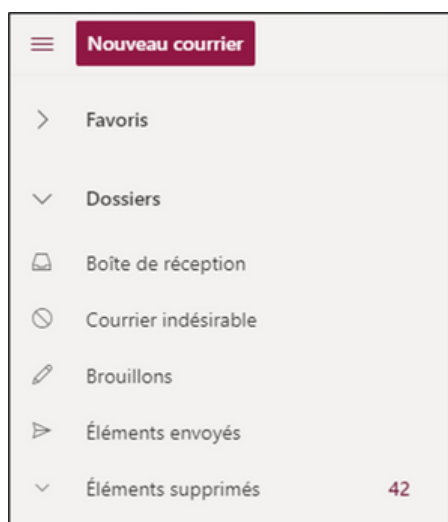 Nouveau courrier
Favoris
Dossiers
Boîte de réception
Courrier indésirable
Brouillons
Éléments envoyés
Éléments supprimés 42